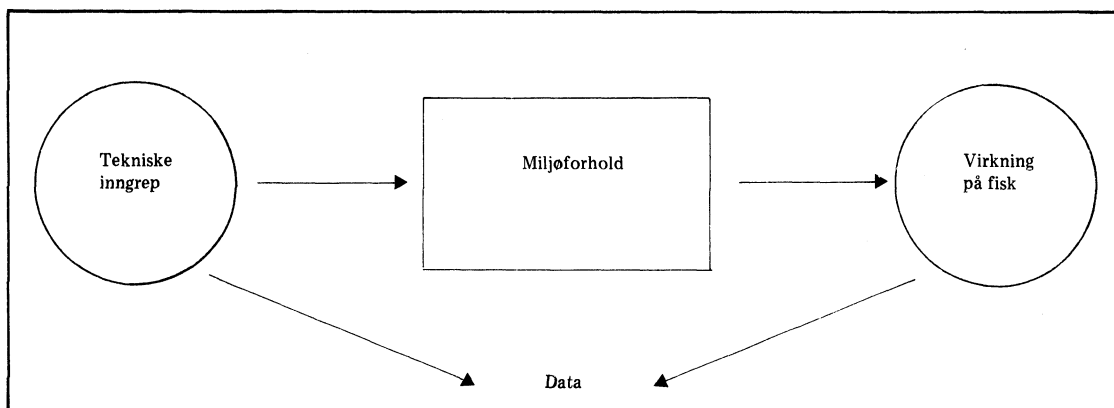 Tekniske
inngrep
Miljøforhold
Virkning
på fisk
Data